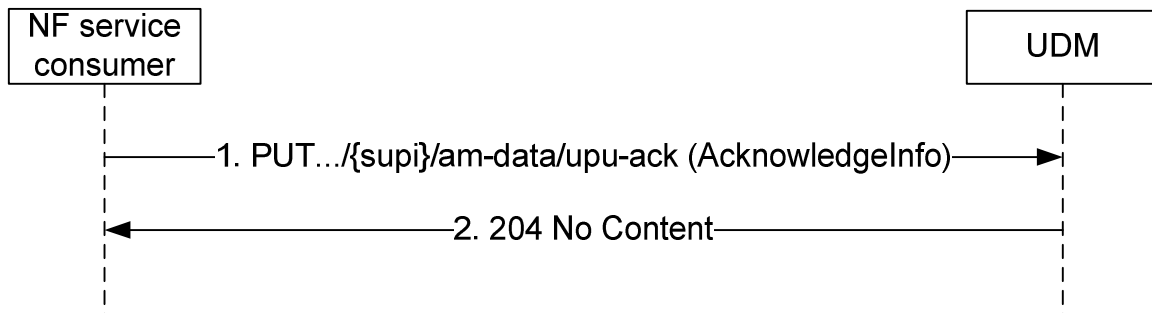 NF service
consumer
UDM
1. PUT.../{supi}/am-data/upu-ack (AcknowledgeInfo)
2. 204 No Content